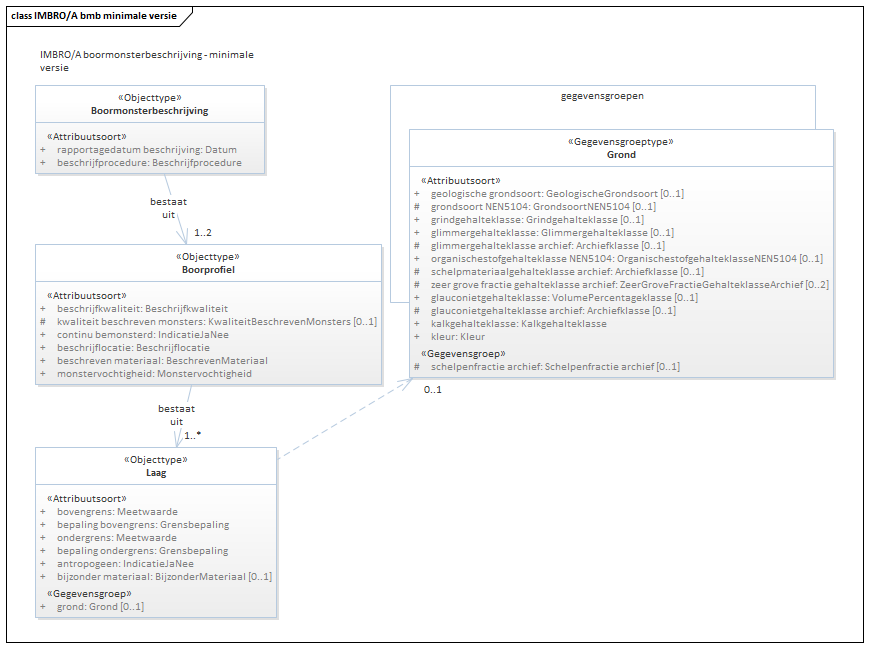 class IMBRO/A bmb minimale versie
IMBRO/A boormonsterbeschrijving - minimale
versie
«Objecttype»
Boormonsterbeschrijving
«Attribuutsoort»
+ rapportagedatum beschrijving: Datum
+ beschrijfprocedure: Beschrijfprocedure
bestaat
uit
1..2
«Objecttype»
Boorprofiel
«Attribuutsoort»
+ beschrijfkwaliteit: Beschrijfkwaliteit
# kwaliteit beschreven monsters: KwaliteitBeschrevenMonsters [0..1]
+ continu bemonsterd: IndicatieJaNee
+ beschrijflocatie: Beschrijflocatie
+ beschreven materiaal: BeschrevenMateriaal
+ monstervochtigheid: Monstervochtigheid
bestaat
uit
1..*
«Objecttype»
Laag
«Attribuutsoort»
+ bovengrens: Meetwaarde
+ bepaling bovengrens: Grensbepaling
+ ondergrens: Meetwaarde
+ bepaling ondergrens: Grensbepaling
+ antropogeen: IndicatieJaNee
+ bijzonder materiaal: BijzonderMateriaal [0..1]
«Gegevensgroep»
+ grond: Grond [0..1]
gegevensgroepen
«Gegevensgroeptype»
Grond
«Attribuutsoort»
+ geologische grondsoort: GeologischeGrondsoort [0..1]
# grondsoort NEN5104: GrondsoortNEN5104 [0..1]
+ grindgehalteklasse: Grindgehalteklasse [0..1]
+ glimmergehalteklasse: Glimmergehalteklasse [0..1]
# glimmergehalteklasse archief: Archiefklasse [0..1]
+ organischestofgehalteklasse NEN5104: OrganischestofgehalteklasseNEN5104 [0..1]
# schelpmateriaalgehalteklasse archief: Archiefklasse [0..1]
# zeer grove fractie gehalteklasse archief: ZeerGroveFractieGehalteklasseArchief [0..2]
+ glauconietgehalteklasse: VolumePercentageklasse [0..1]
# glauconietgehalteklasse archief: Archiefklasse [0..1]
+ kalkgehalteklasse: Kalkgehalteklasse
+ kleur: Kleur
«Gegevensgroep»
# schelpenfractie archief: Schelpenfractie archief [0..1]
0..1